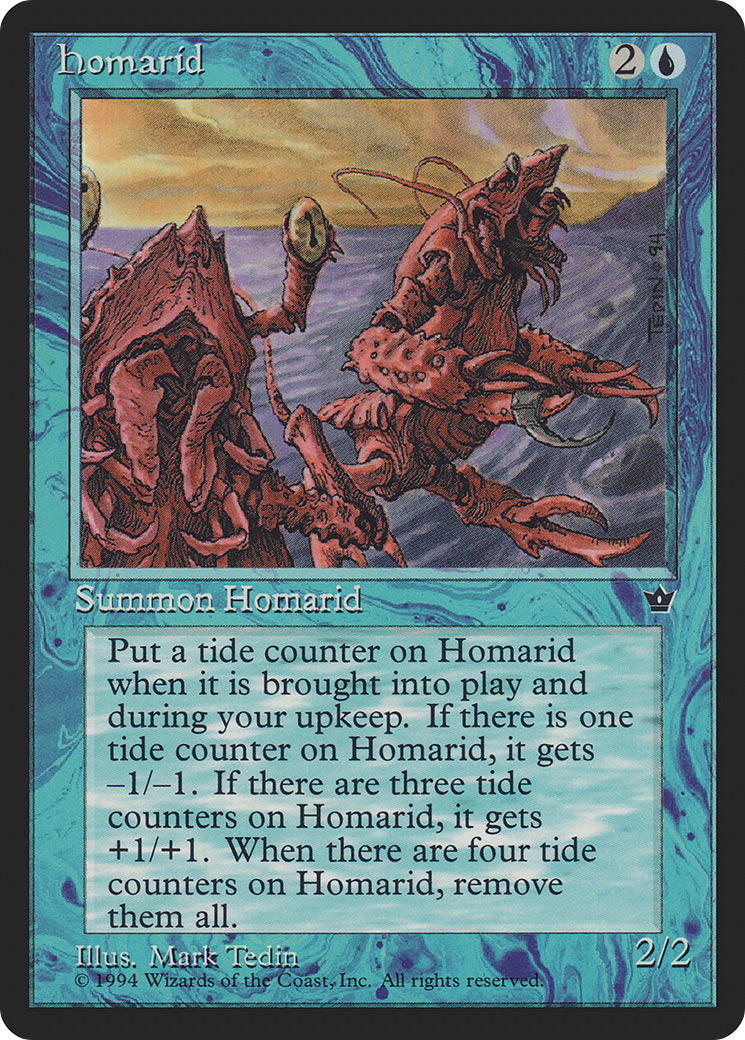 Homarid
2
Summon Homarid
TEDIN 94
Put a tide counter on Homarid
when it is brought into play and
during your upkeep. If there is one
tide counter on Homarid, it gets
–1/–1. If there are three tide
counters on Homarid, it gets
+1/+1. When there are four tide
counters on Homarid, remove
them all.
Illus. Mark Tedin
2/2
© 1994 Wizards of the Coast, Inc. All rights reserved.